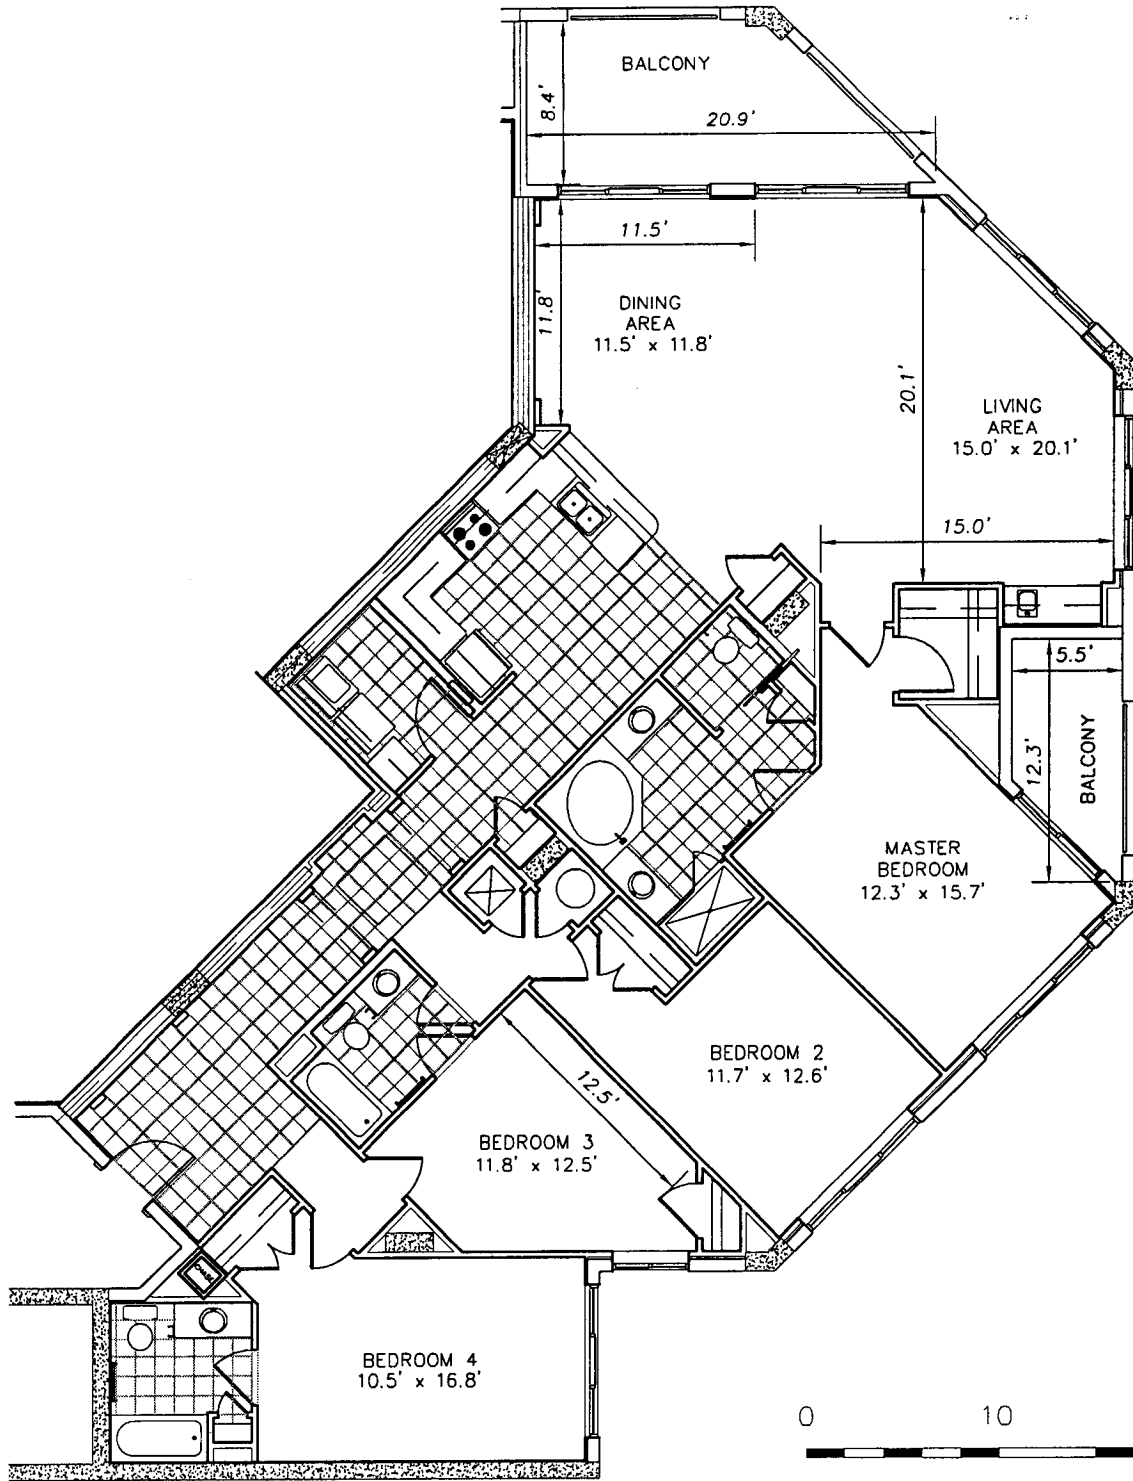 BALCONY
8.4'
20.9'
11.5'
11.8'
DINING
AREA
11.5' x 11.8'
20.1'
LIVING
AREA
15.0' x 20.1'
15.0'
5.5'
12.3'
BALCONY
MASTER
BEDROOM
12.3' x 15.7'
BEDROOM 2
11.7' x 12.6'
12.5'
BEDROOM 3
11.8' x 12.5'
CHASE
BEDROOM 4
10.5' x 16.8'
0 10